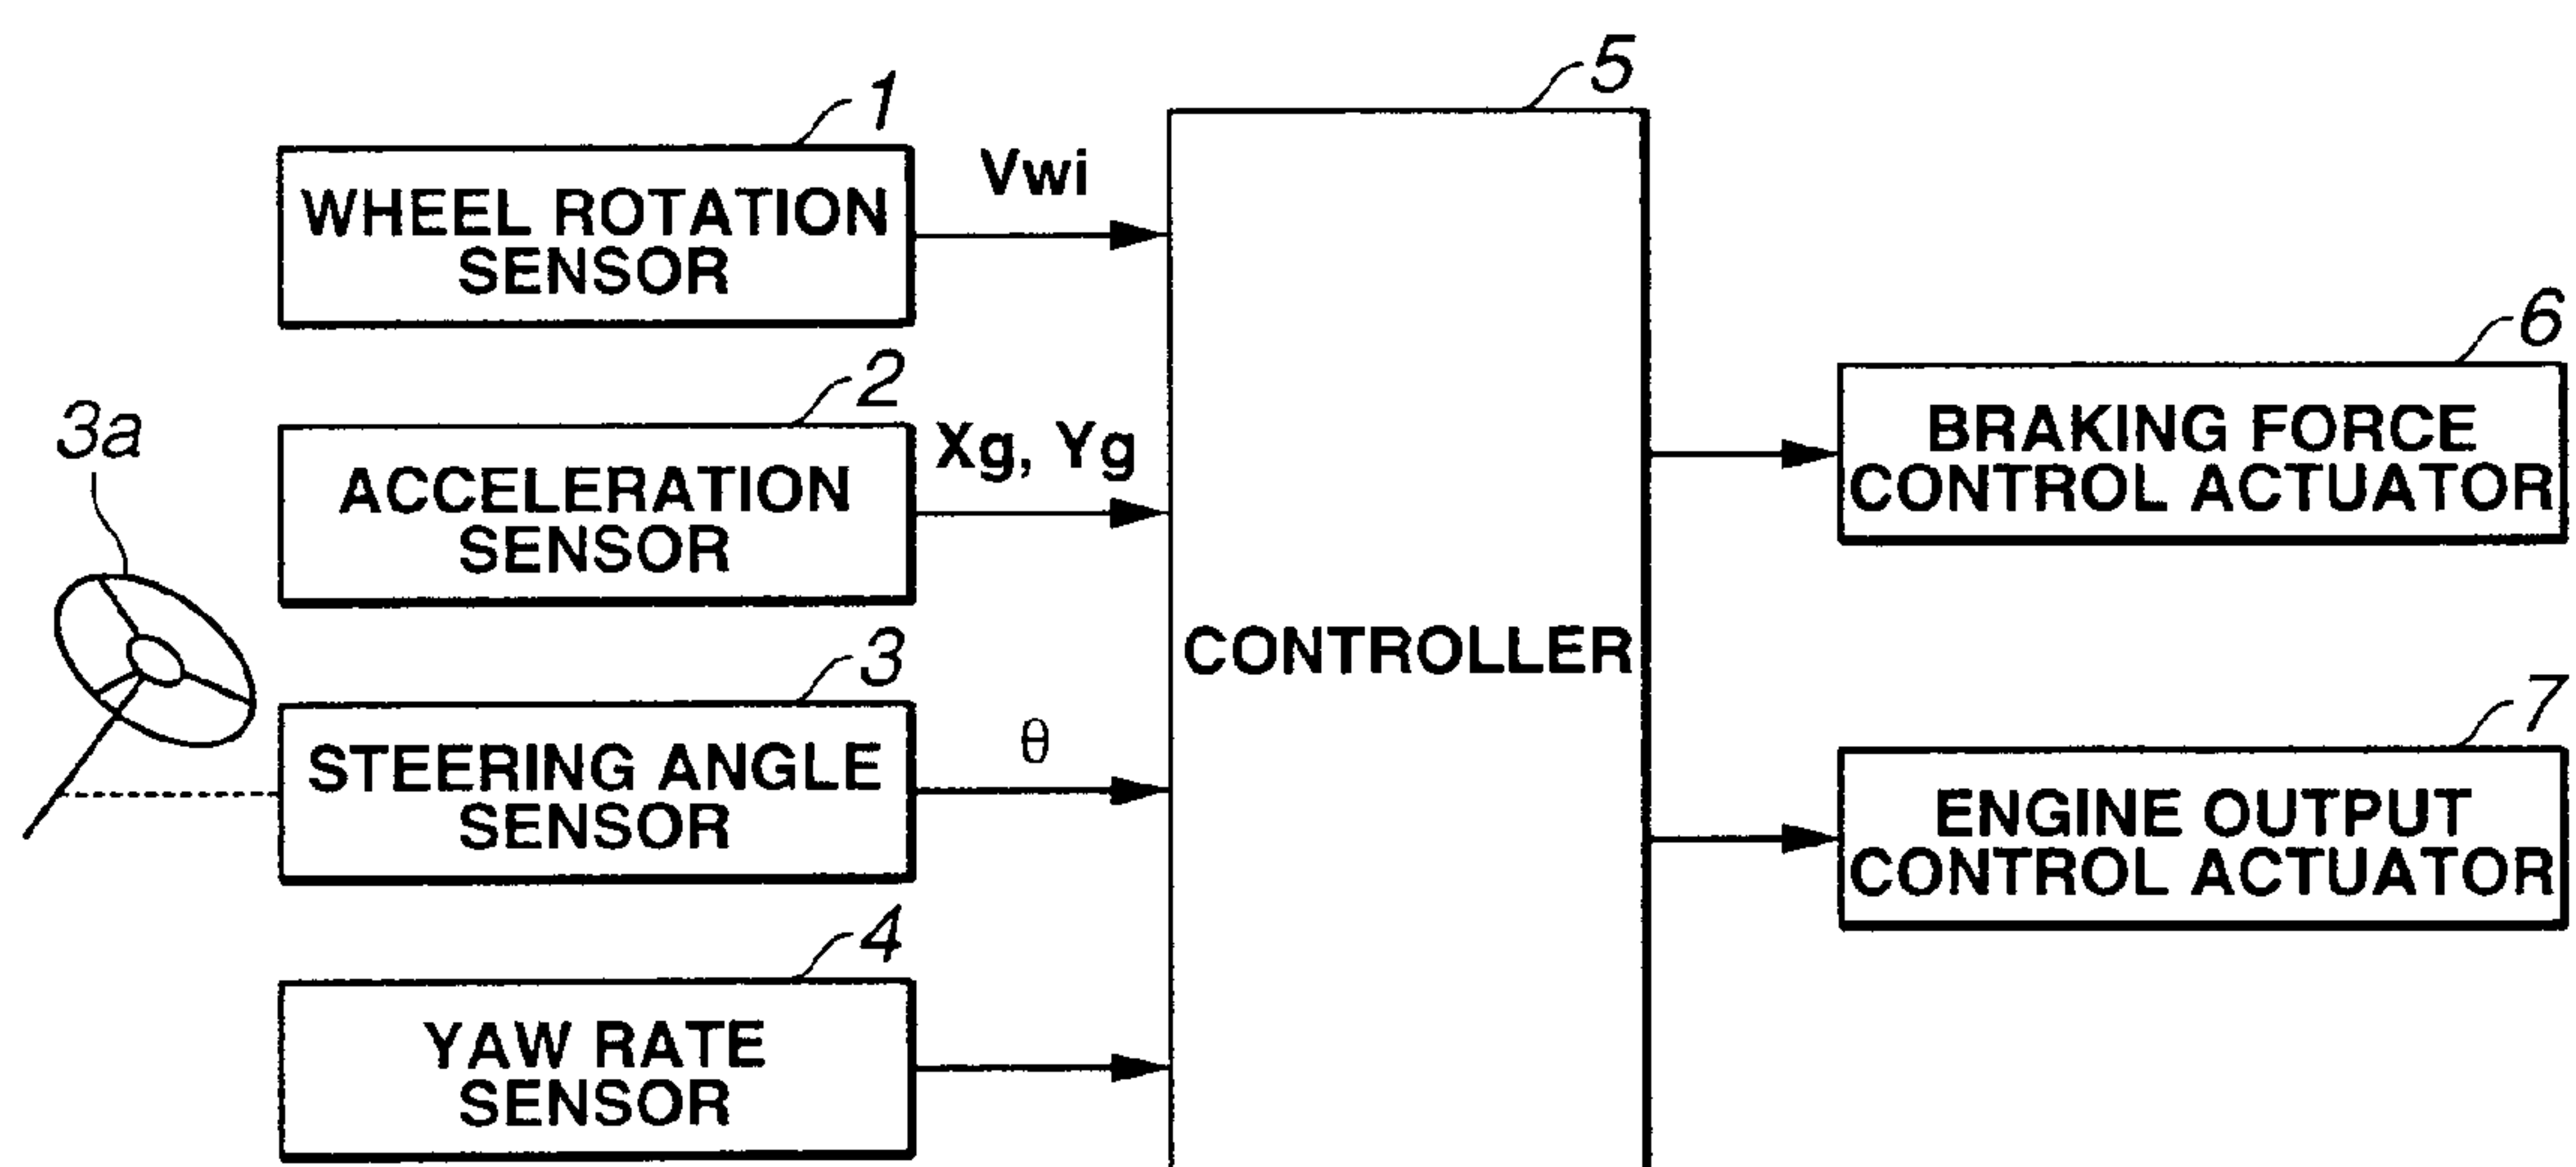 1
WHEEL ROTATION
SENSOR
Vwi
2
ACCELERATION
SENSOR
Xg, Yg
3a
3
STEERING ANGLE
SENSOR
θ
4
YAW RATE
SENSOR
5
CONTROLLER
6
BRAKING FORCE
CONTROL ACTUATOR
7
ENGINE OUTPUT
CONTROL ACTUATOR